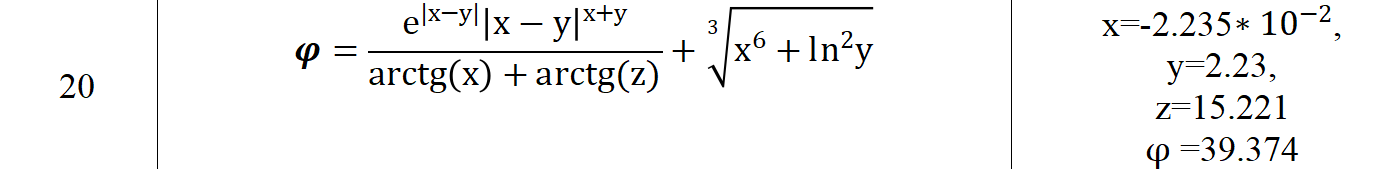 20
φ = e^|x−y| |x − y|^x+y / arctg(x) + arctg(z) + ∛x⁶ + ln²y
x=-2.235* 10⁻²,
y=2.23,
z=15.221
φ =39.374